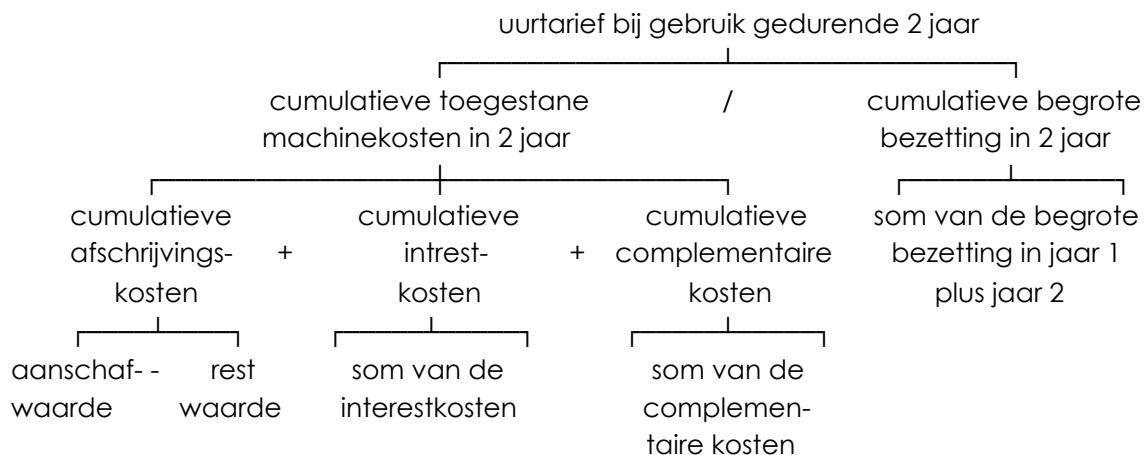 uurtarief bij gebruik gedurende 2 jaar
cumulatieve toegestane / cumulatieve begrote
machinekosten in 2 jaar bezetting in 2 jaar
cumulatieve cumulatieve cumulatieve som van de begrote
afschrijvings- + intrest- + complementaire bezetting in jaar 1
kosten kosten kosten plus jaar 2
aanschaf- - rest som van de som van de
waarde waarde interestkosten complemen-
taire kosten